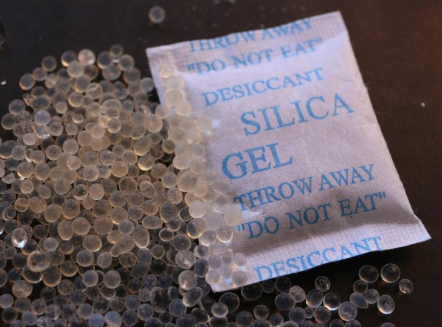 THROW AWAY
"DO NOT EAT"
DESICCANT
SILICA
GEL
THROW AWAY
"DO NOT EAT"
DESICCANT